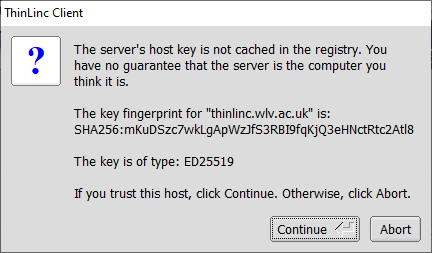 ThinLinc Client
The server's host key is not cached in the registry. You
have no guarantee that the server is the computer you
think it is.
The key fingerprint for "thinlinc.wlv.ac.uk" is:
SHA256:mKuDSzc7wkLgApWzJfS3RBI9fqKjQ3eHNctRtc2Atl8
The key is of type: ED25519
If you trust this host, click Continue. Otherwise, click Abort.
Continue
Abort